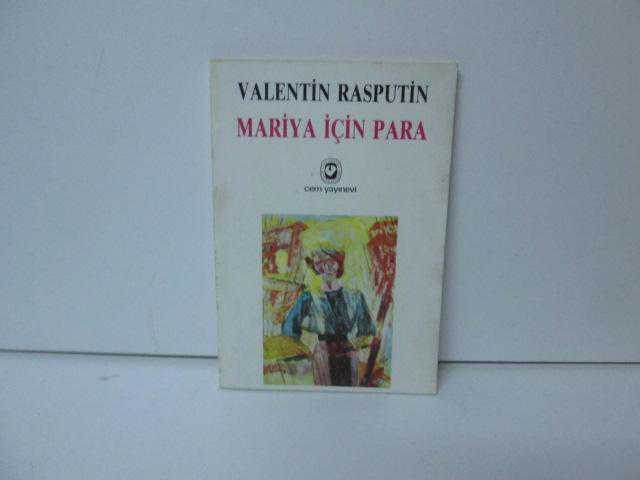 VALENTİN RASPUTİN
MARİYA İÇİN PARA
cem yayınevi